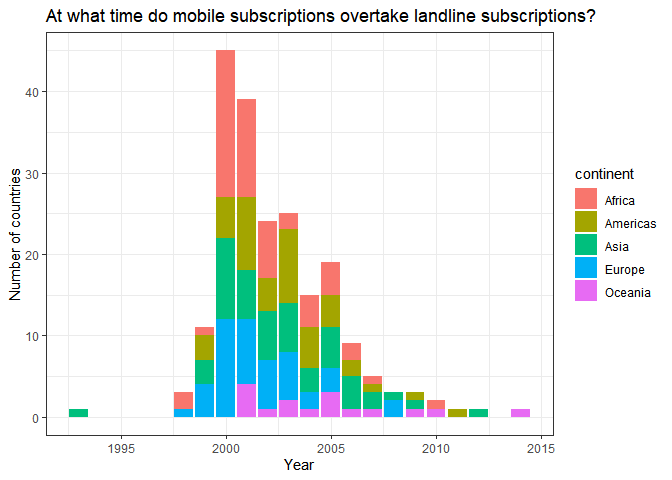 At what time do mobile subscriptions overtake landline subscriptions?
Number of countries
40
30
20
10
0
1995 2000 2005 2010 2015
Year
continent
Africa
Americas
Asia
Europe
Oceania